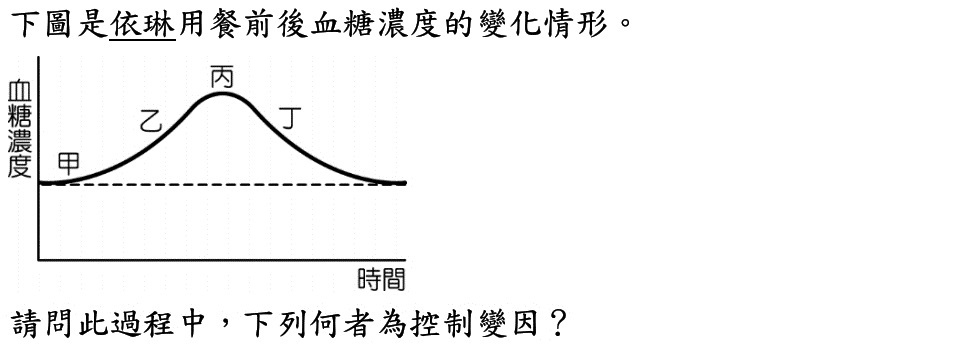 下圖是依琳用餐前後血糖濃度的變化情形。
丙
乙
丁
甲
血糖濃度
時間
請問此過程中，下列何者為控制變因？